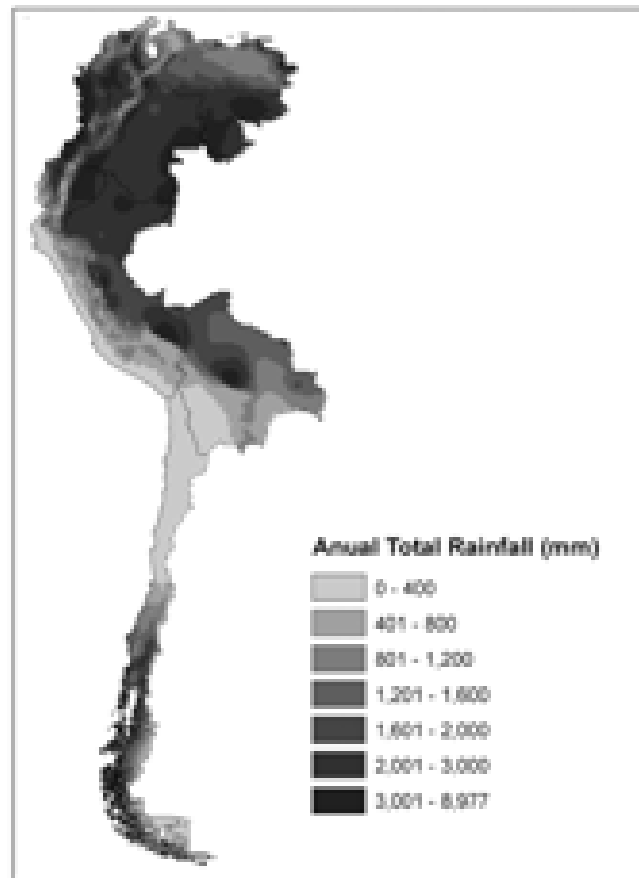 Anual Total Rainfall (mm)
0 - 400
401 - 800
801 - 1,200
1,201 - 1,600
1,601 - 2,000
2,001 - 3,000
3,001 - 8,977